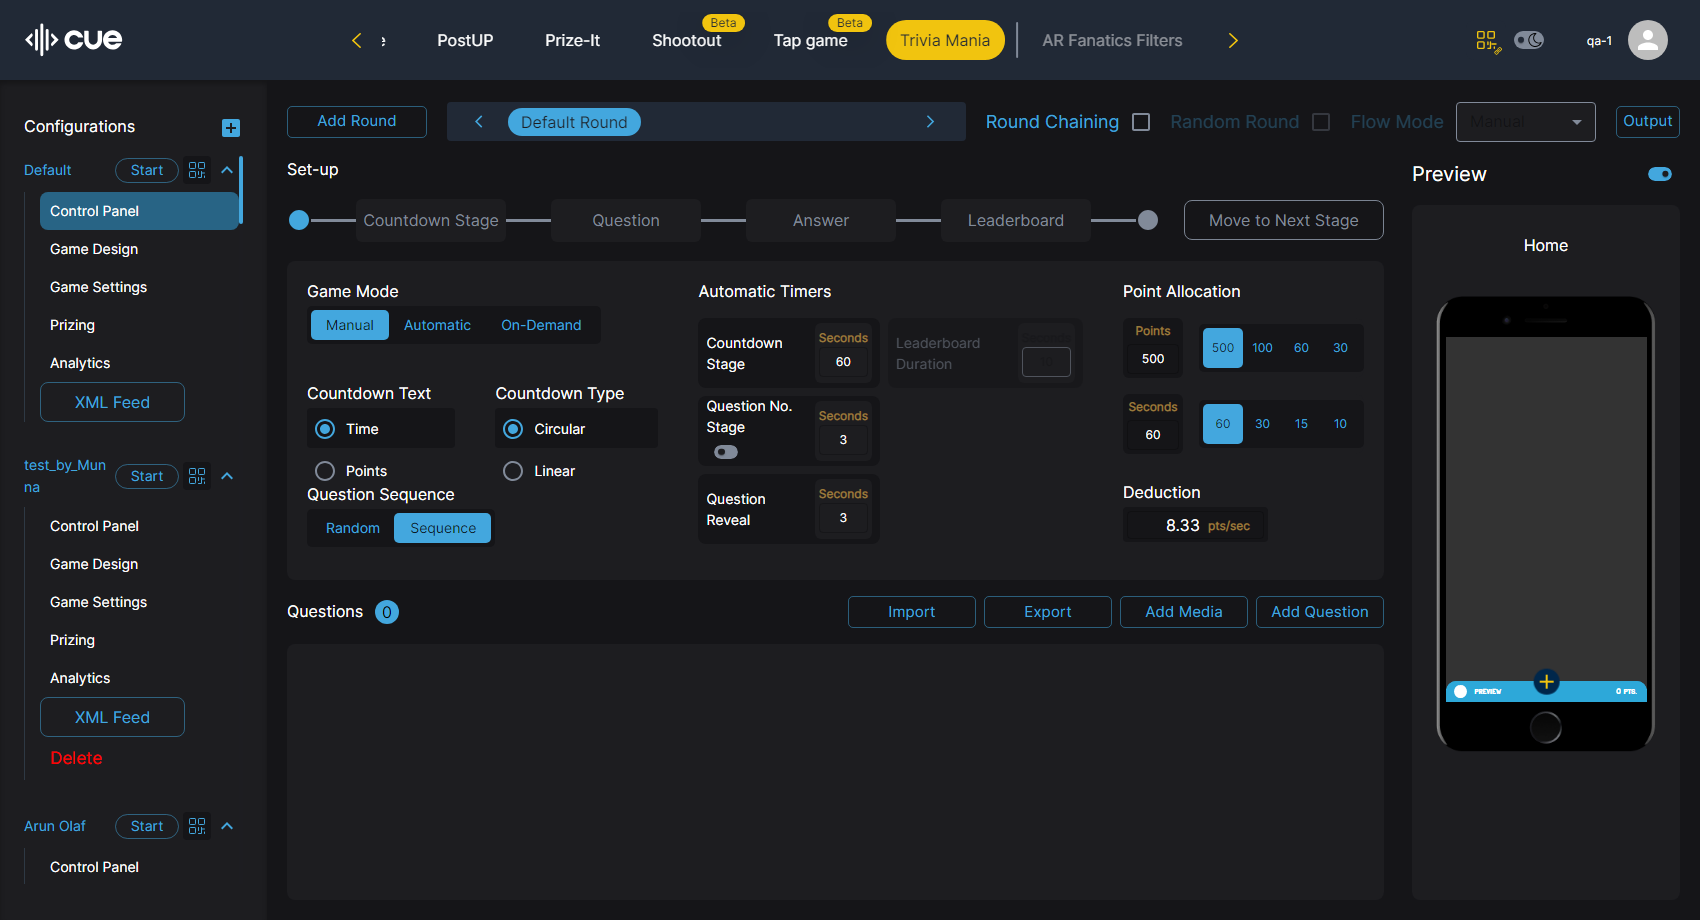 cue
e
PostUP
Prize-It
Beta
Shootout
Beta
Tap game
Trivia Mania
AR Fanatics Filters
qa-1
Configurations
Default
Start
Control Panel
Game Design
Game Settings
Prizing
Analytics
XML Feed
test_by_Mun
na
Start
Control Panel
Game Design
Game Settings
Prizing
Analytics
XML Feed
Delete
Arun Olaf
Start
Control Panel
Add Round
Default Round
Round Chaining
Random Round
Flow Mode
Manual
Output
Set-up
Countdown Stage
Question
Answer
Leaderboard
Move to Next Stage
Game Mode
Manual
Automatic
On-Demand
Countdown Text
Time
Points
Countdown Type
Circular
Linear
Question Sequence
Random
Sequence
Automatic Timers
Countdown
Stage
Seconds
60
Leaderboard
Duration
Question No.
Stage
Seconds
3
Question
Reveal
Seconds
3
Point Allocation
Points
500
500
100
60
30
Seconds
60
60
30
15
10
Deduction
8.33 pts/sec
Questions 0
Import
Export
Add Media
Add Question
Preview
Home
PREVIEW
0 PTS.